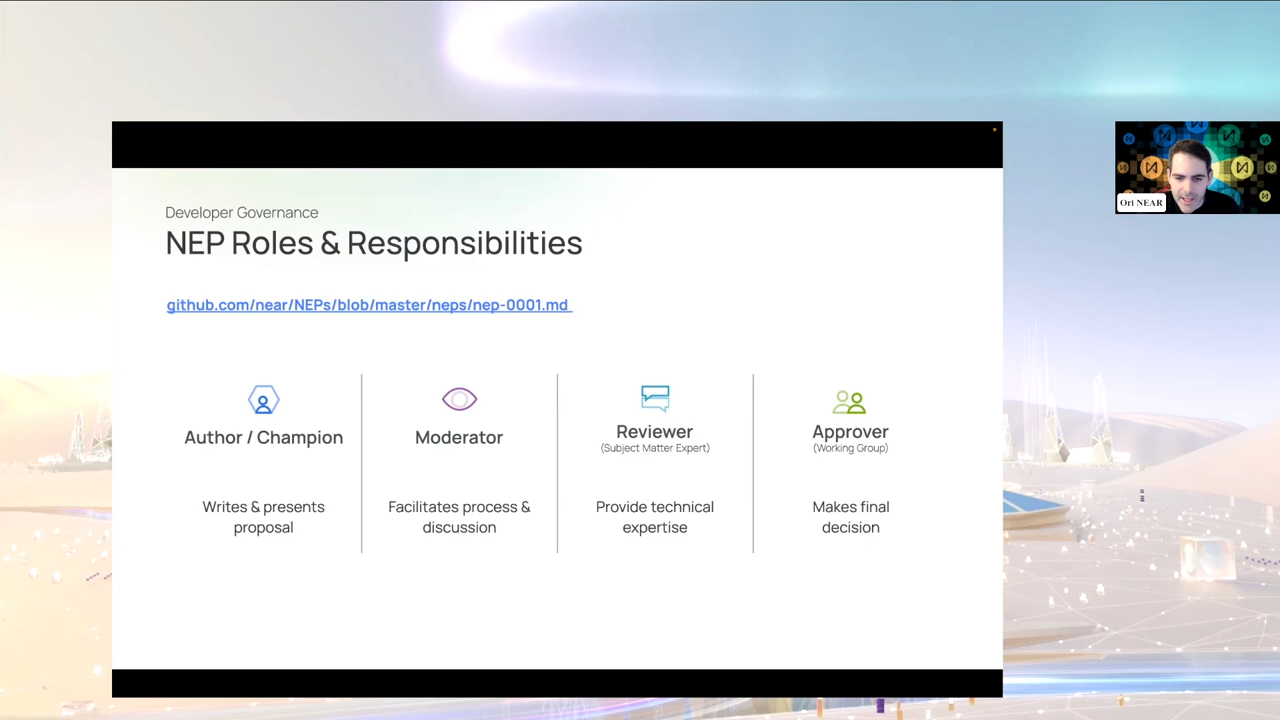 Developer Governance
NEP Roles & Responsibilities
github.com/near/NEPs/blob/master/neps/nep-0001.md
Author / Champion
Writes & presents
proposal
Moderator
Facilitates process &
discussion
Reviewer
(Subject Matter Expert)
Provide technical
expertise
Approver
(Working Group)
Makes final
decision
Ori NEAR